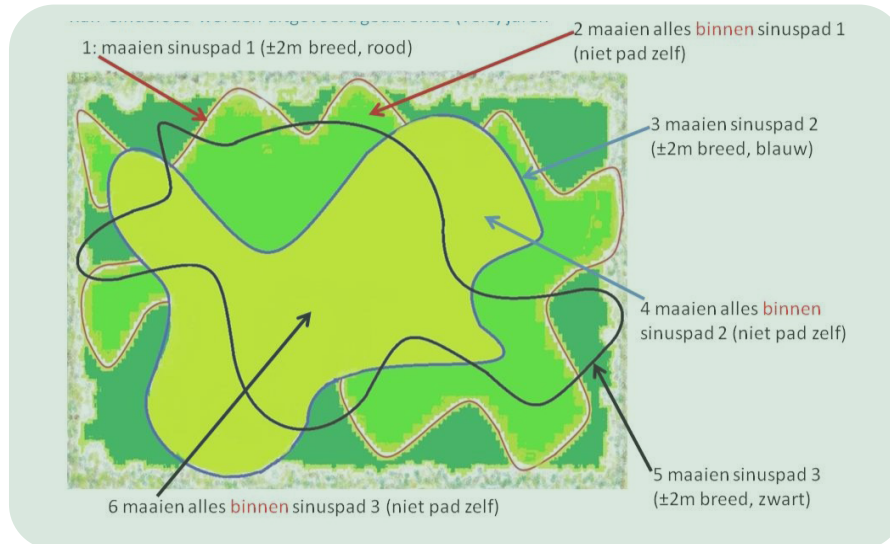 1: maaien sinuspad 1 (±2m breed, rood)
2 maaien alles binnen sinuspad 1
(niet pad zelf)
3 maaien sinuspad 2
(±2m breed, blauw)
4 maaien alles binnen
sinuspad 2 (niet pad zelf)
5 maaien sinuspad 3
(±2m breed, zwart)
6 maaien alles binnen sinuspad 3 (niet pad zelf)